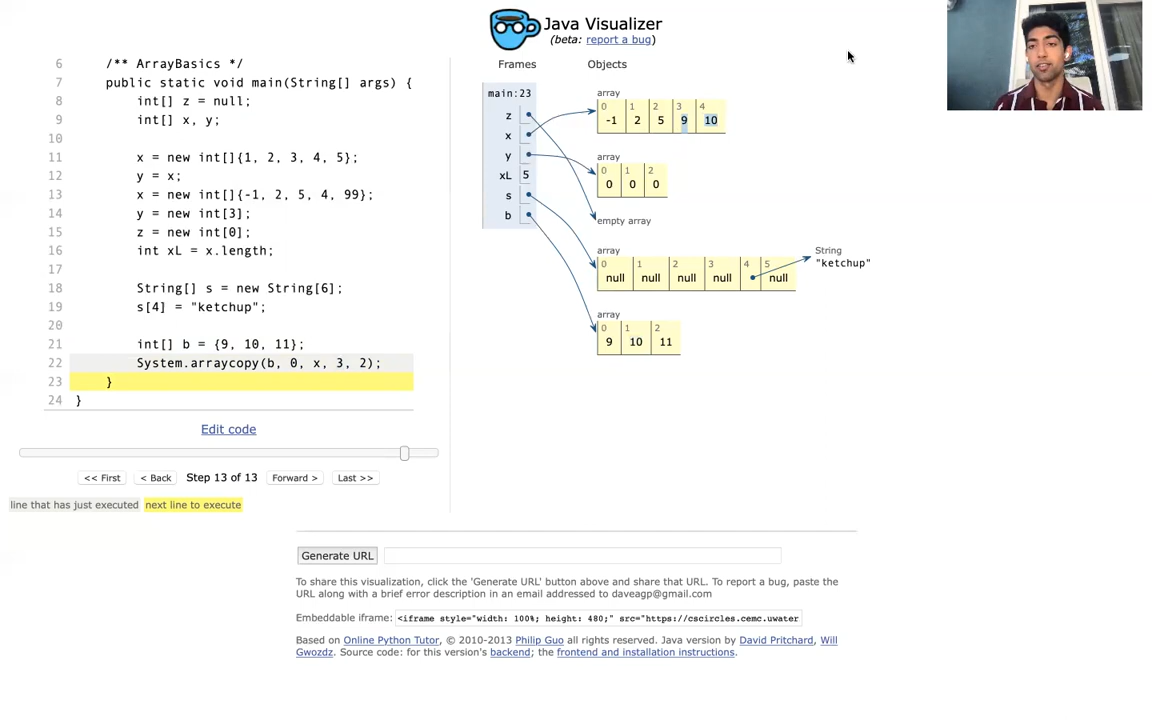 Java Visualizer
(beta: report a bug)
6 /** ArrayBasics */
7 public static void main(String[] args) {
8 int[] z = null;
9 int[] x, y;
10
11 x = new int[]{1, 2, 3, 4, 5};
12 y = x;
13 x = new int[]{-1, 2, 5, 4, 99};
14 y = new int[3];
15 z = new int[0];
16 int xL = x.length;
17
18 String[] s = new String[6];
19 s[4] = "ketchup";
20
21 int[] b = {9, 10, 11};
22 System.arraycopy(b, 0, x, 3, 2);
23 }
24 }
Edit code
<< First < Back Step 13 of 13 Forward > Last >>
line that has just executed next line to execute
Frames Objects
main:23
z
x
y
xL 5
s
b
array
0 1 2 3 4
-1 2 5 9 10
array
0 1 2
0 0 0
empty array
array
0 1 2 3 4 5
null null null null null
String
"ketchup"
array
0 1 2
9 10 11
Generate URL
To share this visualization, click the 'Generate URL' button above and share that URL. To report a bug, paste the
URL along with a brief error description in an email addressed to daveagp@gmail.com
Embeddable iframe: <iframe style="width: 100%; height: 480;" src="https://cscircles.cemc.uwater
Based on Online Python Tutor, © 2010-2013 Philip Guo all rights reserved. Java version by David Pritchard, Will
Gwozdz. Source code: for this version's backend; the frontend and installation instructions.